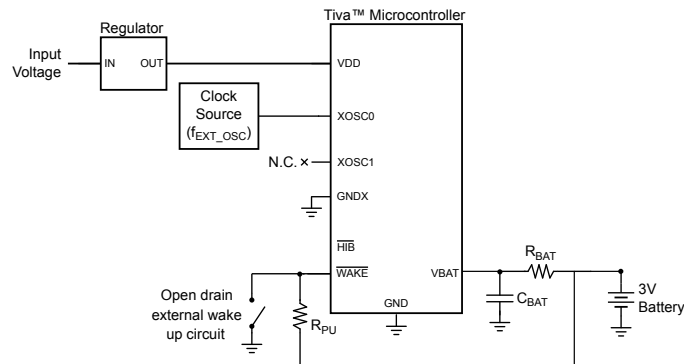 Tiva™ Microcontroller
Regulator
Input
Voltage
IN
OUT
VDD
Clock
Source
(fEXT_OSC)
XOSC0
N.C.
XOSC1
GNDX
HIB
WAKE
VBAT
RBAT
Open drain
external wake
up circuit
RPU
GND
CBAT
3V
Battery